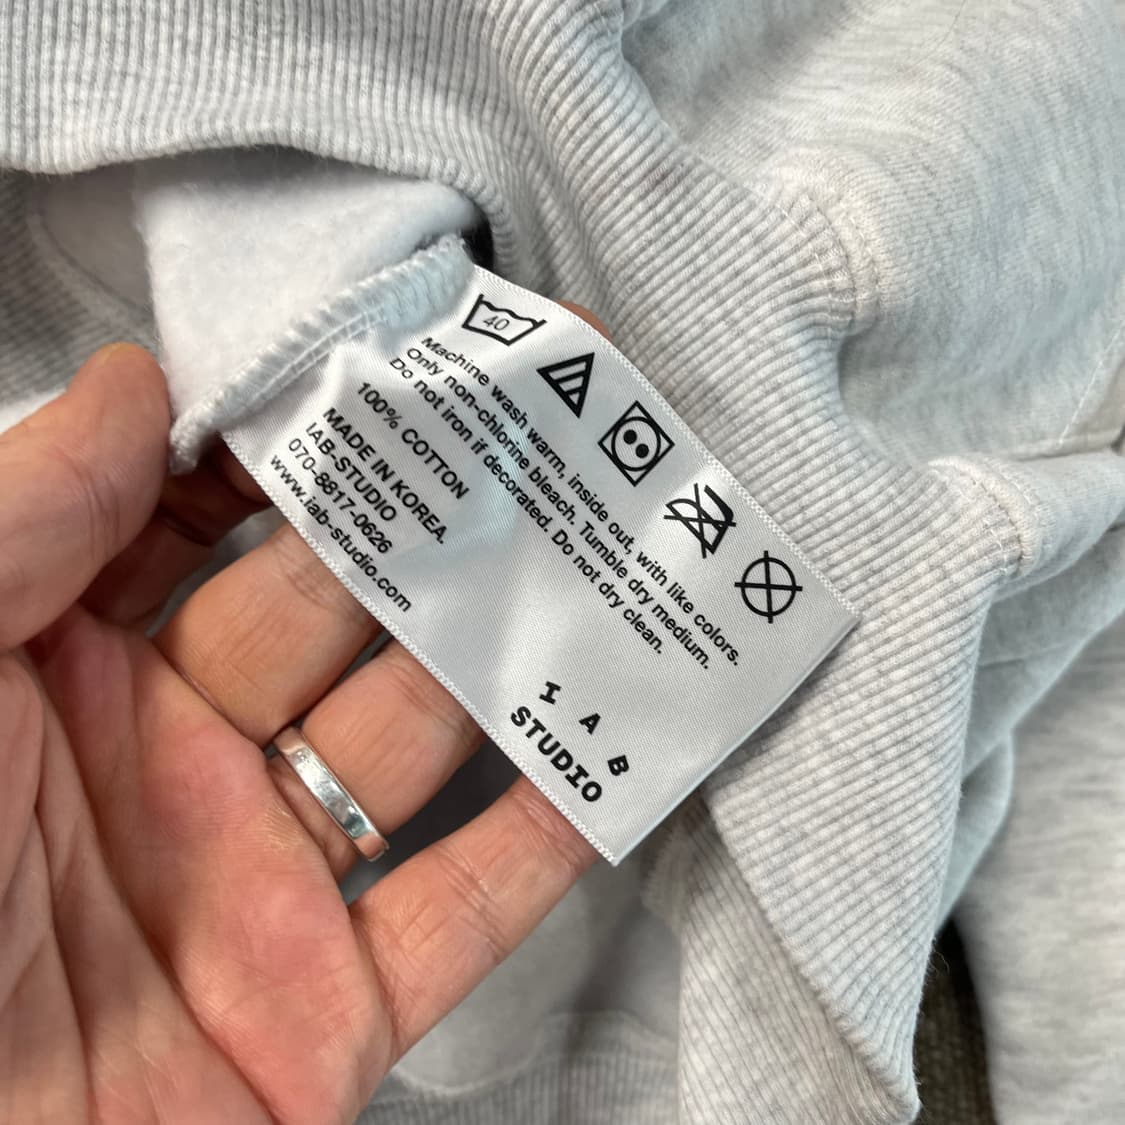 40
Machine wash warm, inside out, with like colors.
Only non-chlorine bleach. Tumble dry medium.
Do not iron if decorated. Do not dry clean.
100% COTTON
MADE IN KOREA.
IAB-STUDIO
070-8817-0626
www.iab-studio.com
I A B
STUDIO